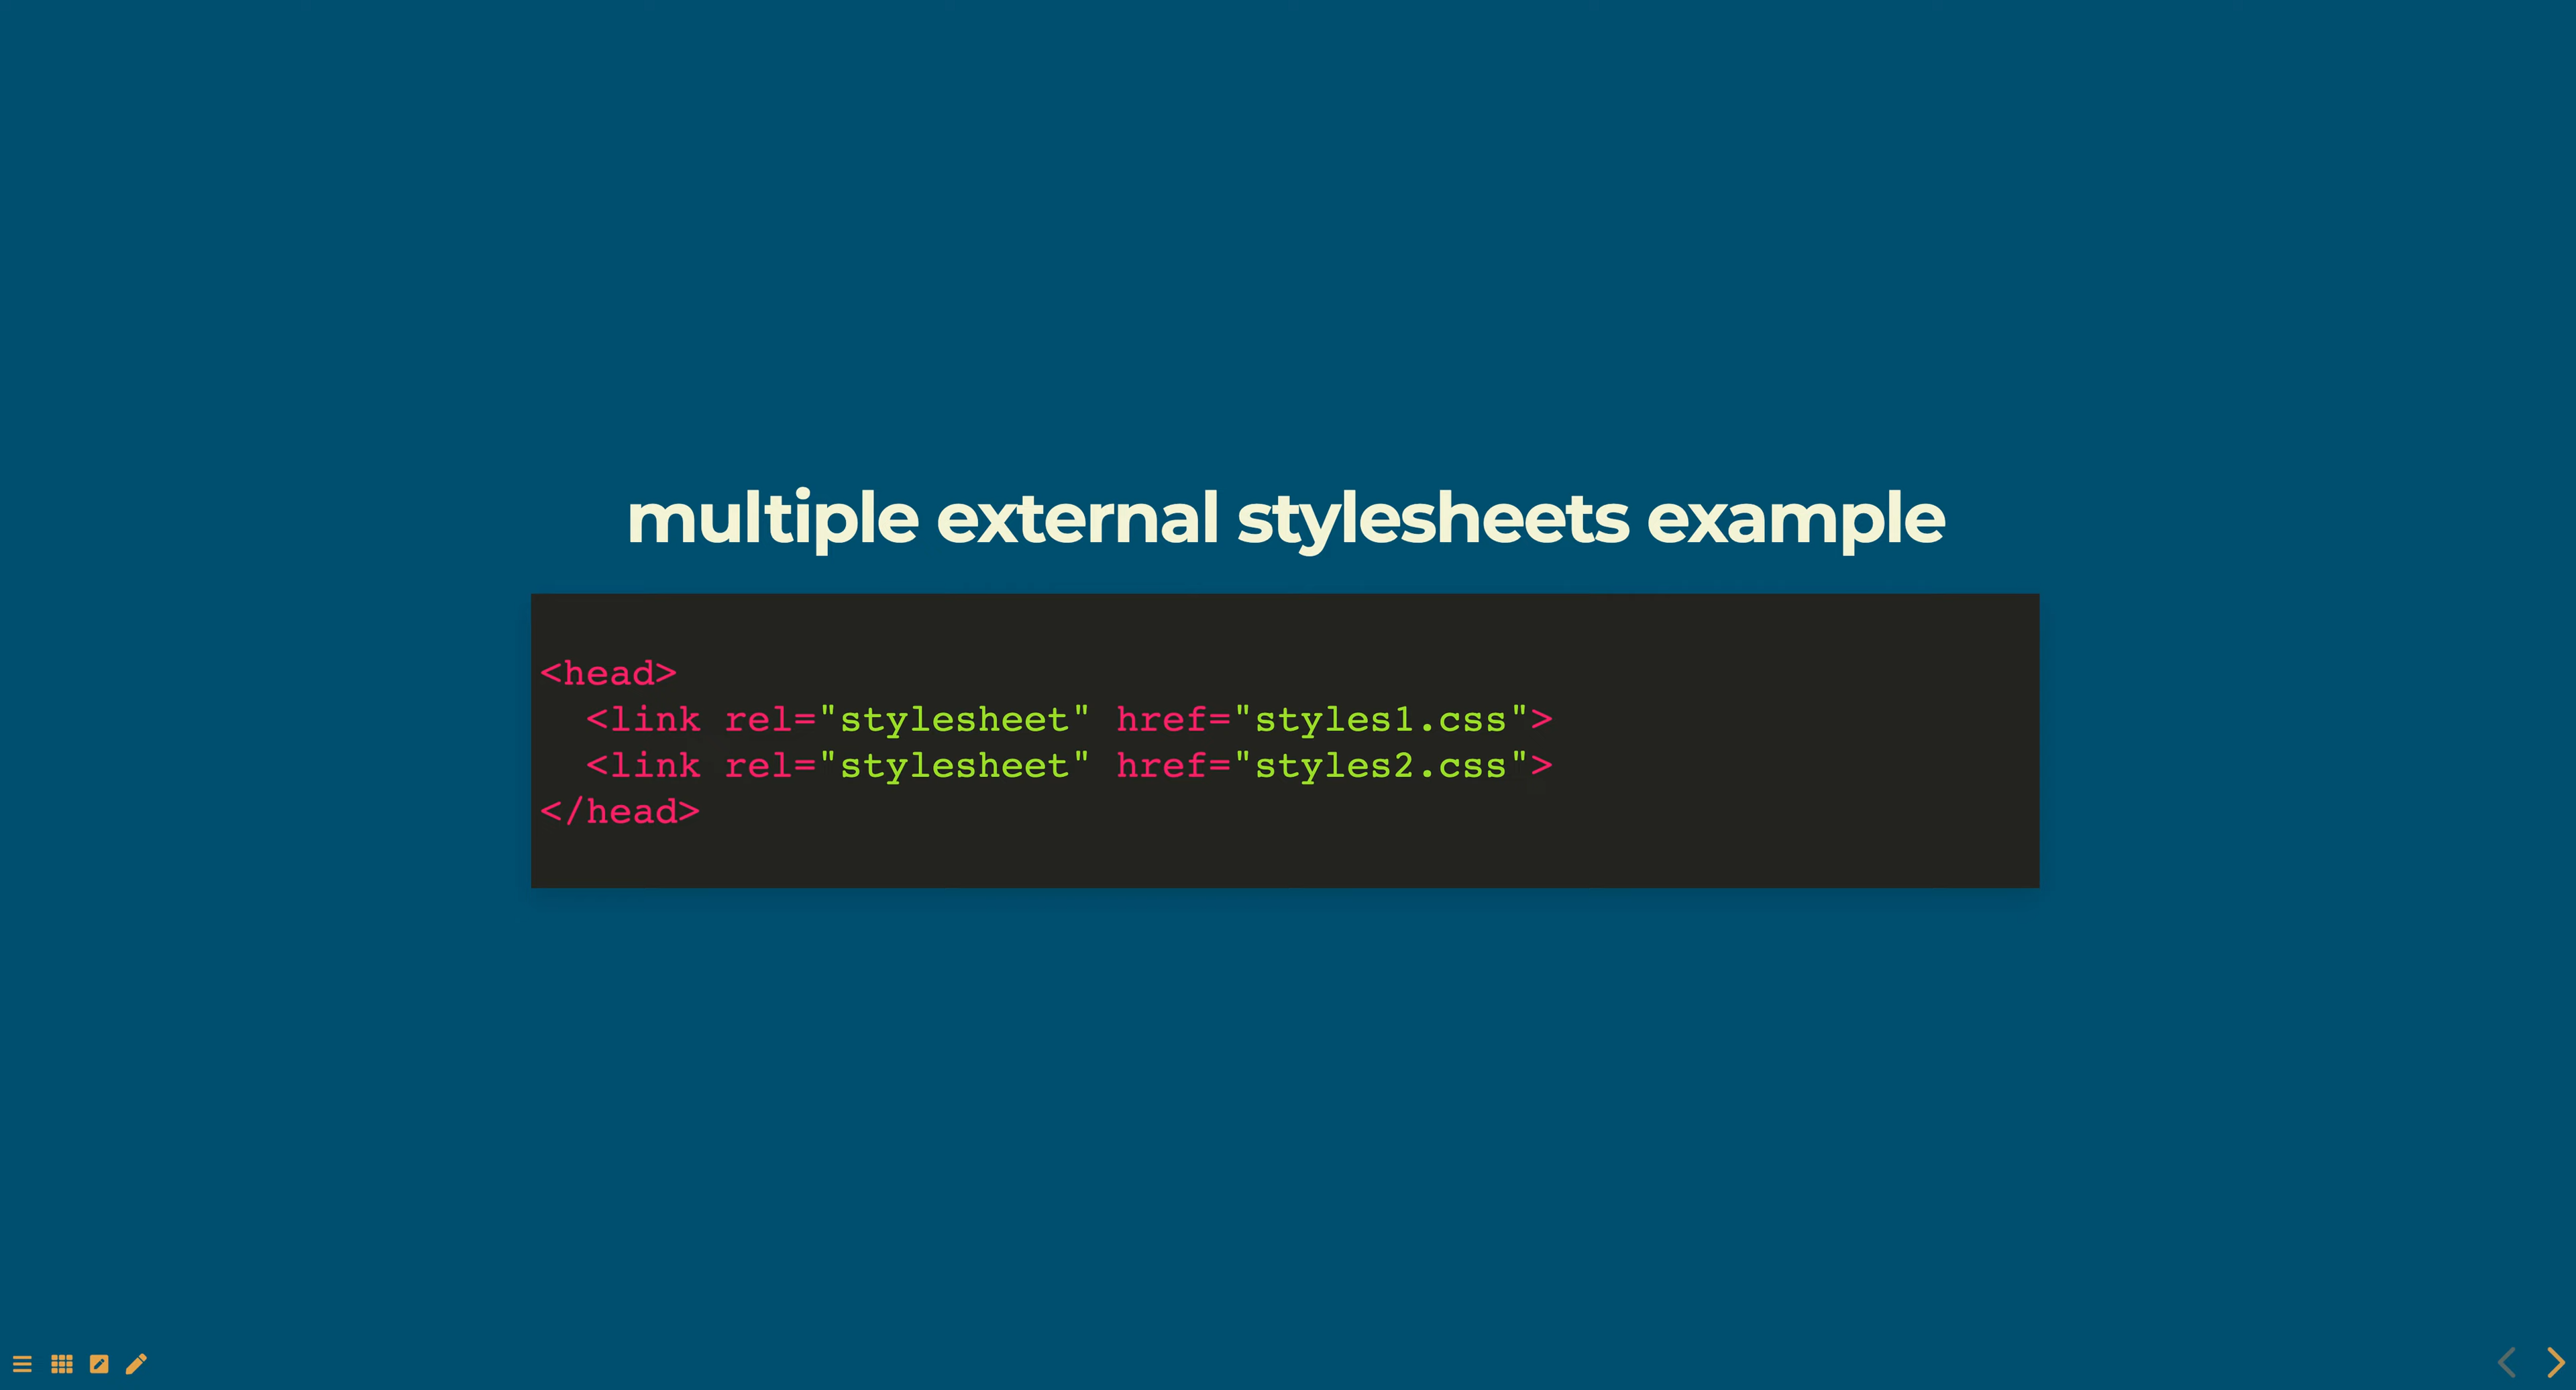 multiple external stylesheets example
<head>
  <link rel="stylesheet" href="styles1.css">
  <link rel="stylesheet" href="styles2.css">
</head>